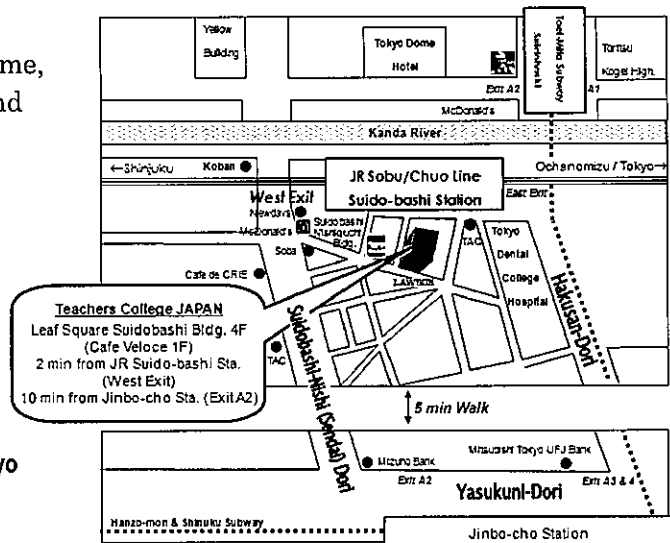 me,
nd
yo
Yellow
Building
Tokyo Dome
Hotel
Toei-Mita Subway
Exit A2
A1
Toritsu
Kogei High.
McDonald's
Kanda River
←Shinjuku
Koban
JR Sobu/Chuo Line
Suido-bashi Station
Ochanomizu / Tokyo→
East Exit
West Exit
Newdays
McDonald's
Suidobashi
Nishiguchi
Bldg.
Soba
TAC
Tokyo
Dental
College
Hospital
LAWSON
Cafe de CRIE
Hakusan-Dori
Teachers College JAPAN
Leaf Square Suidobashi Bldg. 4F
(Cafe Veloce 1F)
2 min from JR Suido-bashi Sta.
(West Exit)
10 min from Jinbo-cho Sta. (Exit A2)
TAC
Suidobashi-Nishi (Sendai) Dori
5 min Walk
Mizuho Bank
Mitsubishi Tokyo UFJ Bank
Exit A2
Exit A3 & 4
Yasukuni-Dori
Hanzo-mon & Shinjuku Subway
Jinbo-cho Station